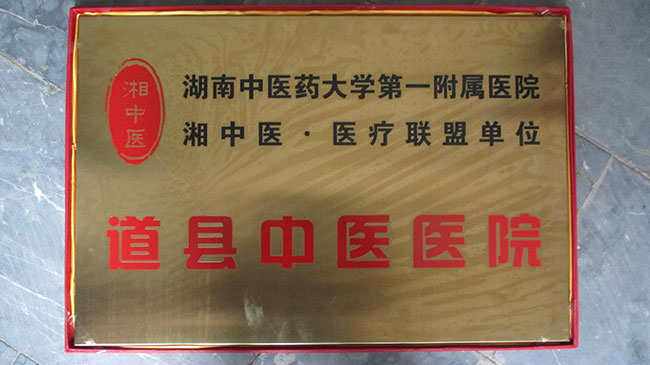 湘中医
湖南中医药大学第一附属医院
湘中医·医疗联盟单位
道县中医医院